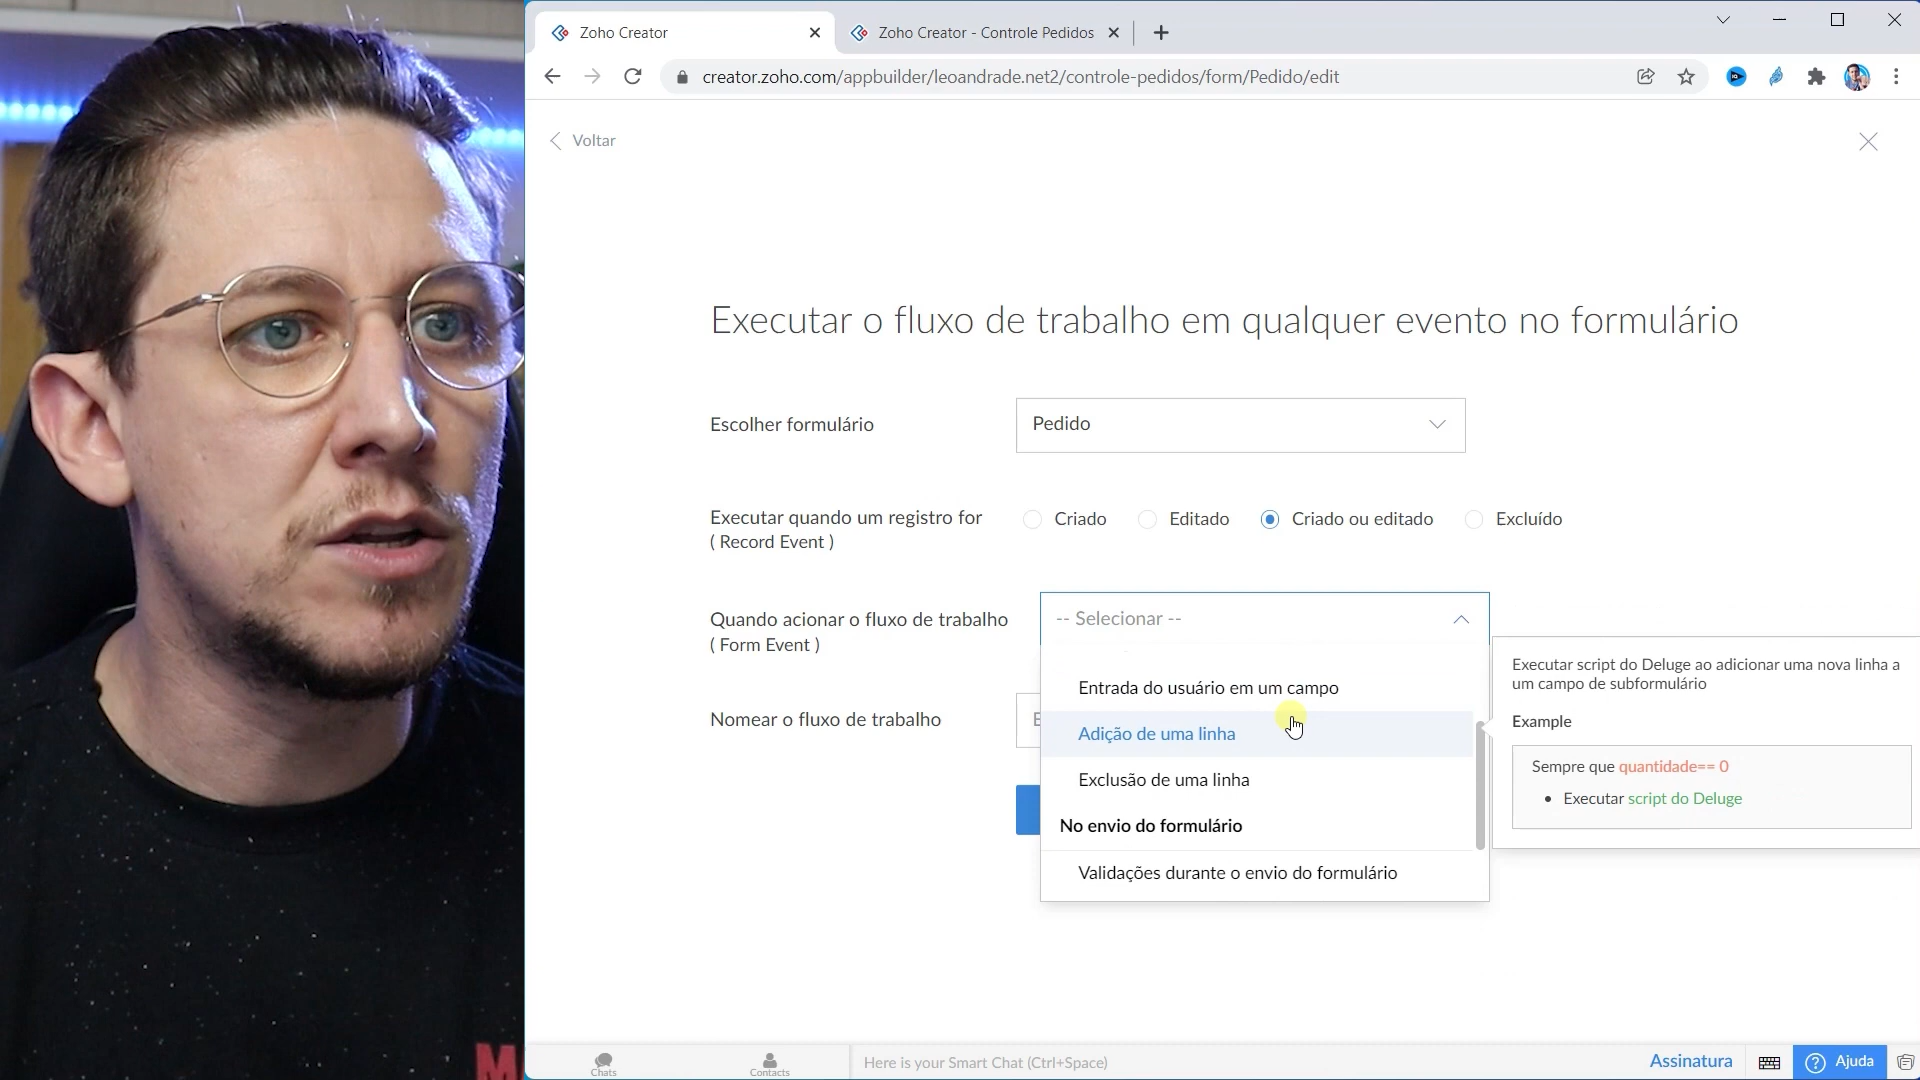 Zoho Creator
Zoho Creator - Controle Pedidos
creator.zoho.com/appbuilder/leoandrade.net2/controle-pedidos/form/Pedido/edit
Voltar
Executar o fluxo de trabalho em qualquer evento no formulário
Escolher formulário
Pedido
Executar quando um registro for
( Record Event )
Criado
Editado
Criado ou editado
Excluído
Quando acionar o fluxo de trabalho
( Form Event )
-- Selecionar --
Entrada do usuário em um campo
Adição de uma linha
Exclusão de uma linha
No envio do formulário
Validações durante o envio do formulário
Executar script do Deluge ao adicionar uma nova linha a
um campo de subformulário
Example
Sempre que quantidade== 0
• Executar script do Deluge
Nomear o fluxo de trabalho
Chats
Contacts
Here is your Smart Chat (Ctrl+Space)
Assinatura
Ajuda
M